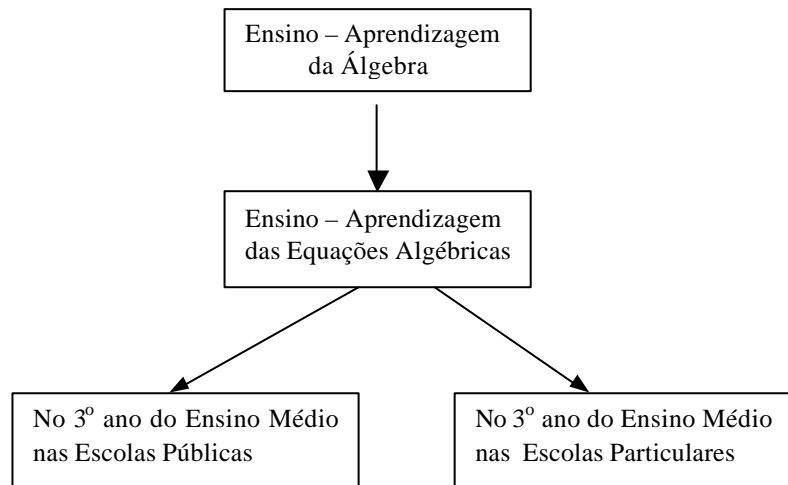 Ensino – Aprendizagem
da Álgebra
Ensino – Aprendizagem
das Equações Algébricas
No 3º ano do Ensino Médio
nas Escolas Públicas
No 3º ano do Ensino Médio
nas Escolas Particulares